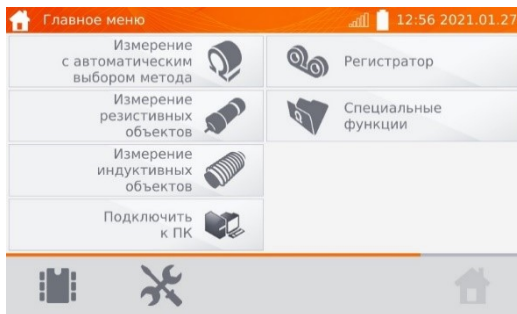 Главное меню
12:56 2021.01.27
Измерение
с автоматическим
выбором метода
Регистратор
Измерение
резистивных
объектов
Специальные
функции
Измерение
индуктивных
объектов
Подключить
к ПК